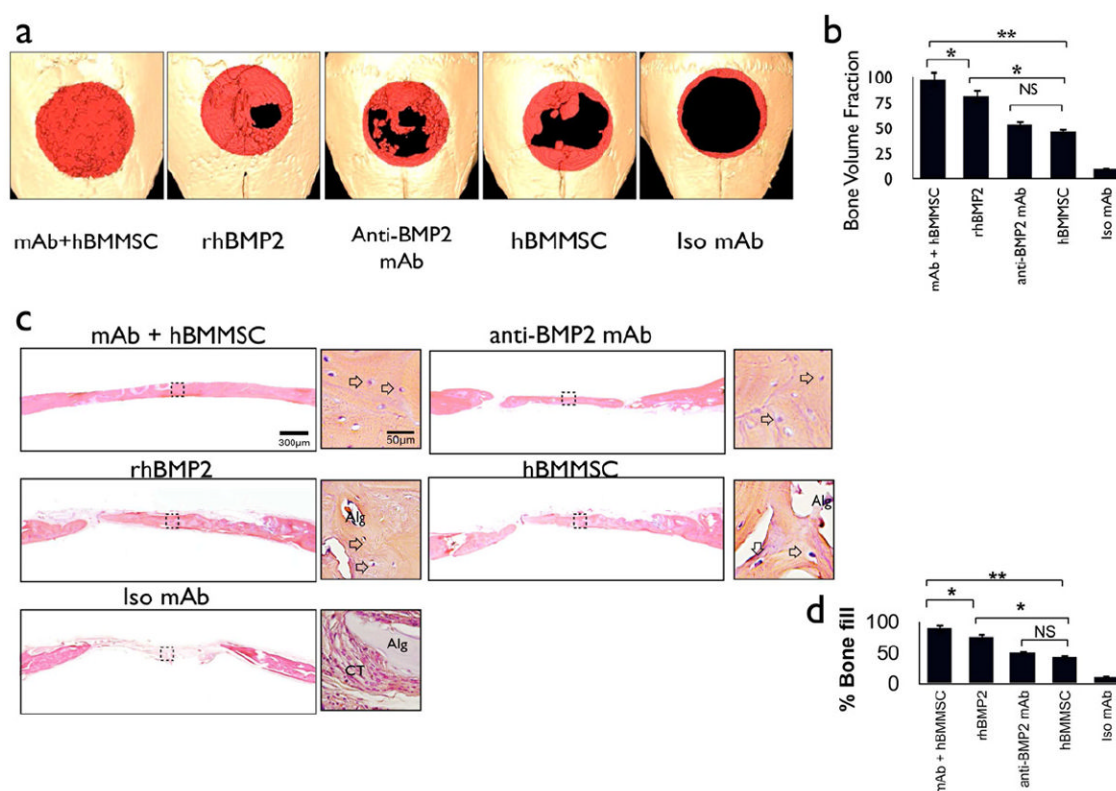 a
mAb+hBMMSC
rhBMP2
Anti-BMP2
mAb
hBMMSC
Iso mAb
b
**
*
*
NS
Bone Volume Fraction
100
75
50
25
0
mAb + hBMMSC
rhBMP2
anti-BMP2 mAb
hBMMSC
Iso mAb
c
mAb + hBMMSC
300µm
50µm
anti-BMP2 mAb
rhBMP2
Alg
hBMMSC
Alg
Iso mAb
Alg
CT
d
**
*
*
NS
% Bone fill
100
50
0
mAb + hBMMSC
rhBMP2
anti-BMP2 mAb
hBMMSC
Iso mAb